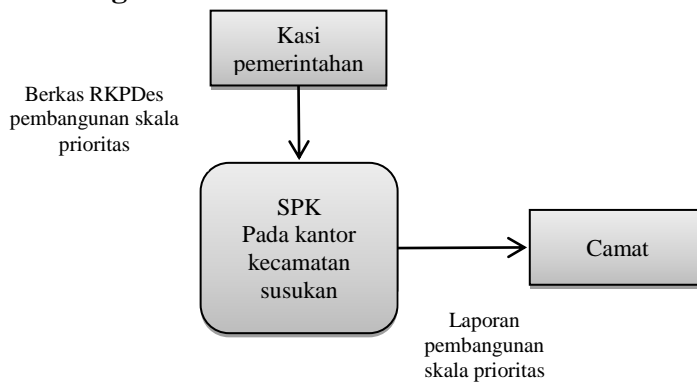 Kasi
pemerintahan
Berkas RKPDes
pembangunan skala
prioritas
SPK
Pada kantor
kecamatan
susukan
Camat
Laporan
pembangunan
skala prioritas